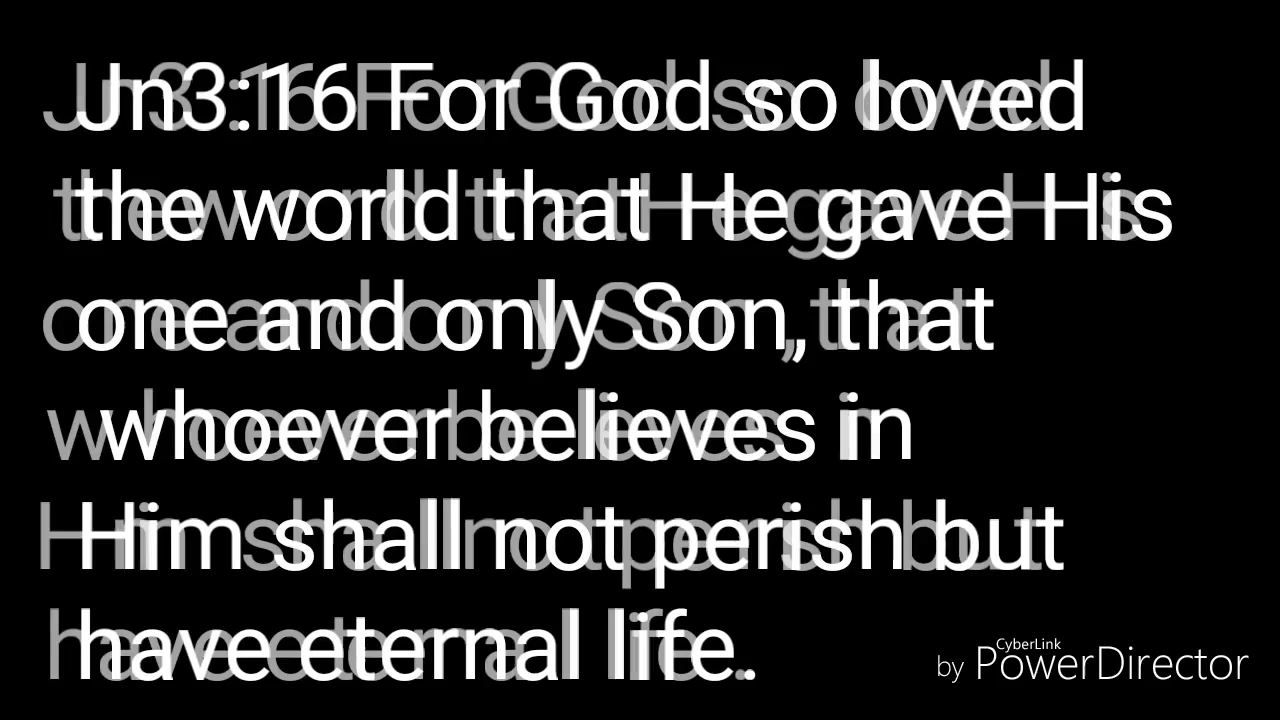 Jn3:16 For God so loved
the world that He gave His
one and only Son, that
whoever believes in
Him shall not perish but
have eternal life.
by CyberLink PowerDirector